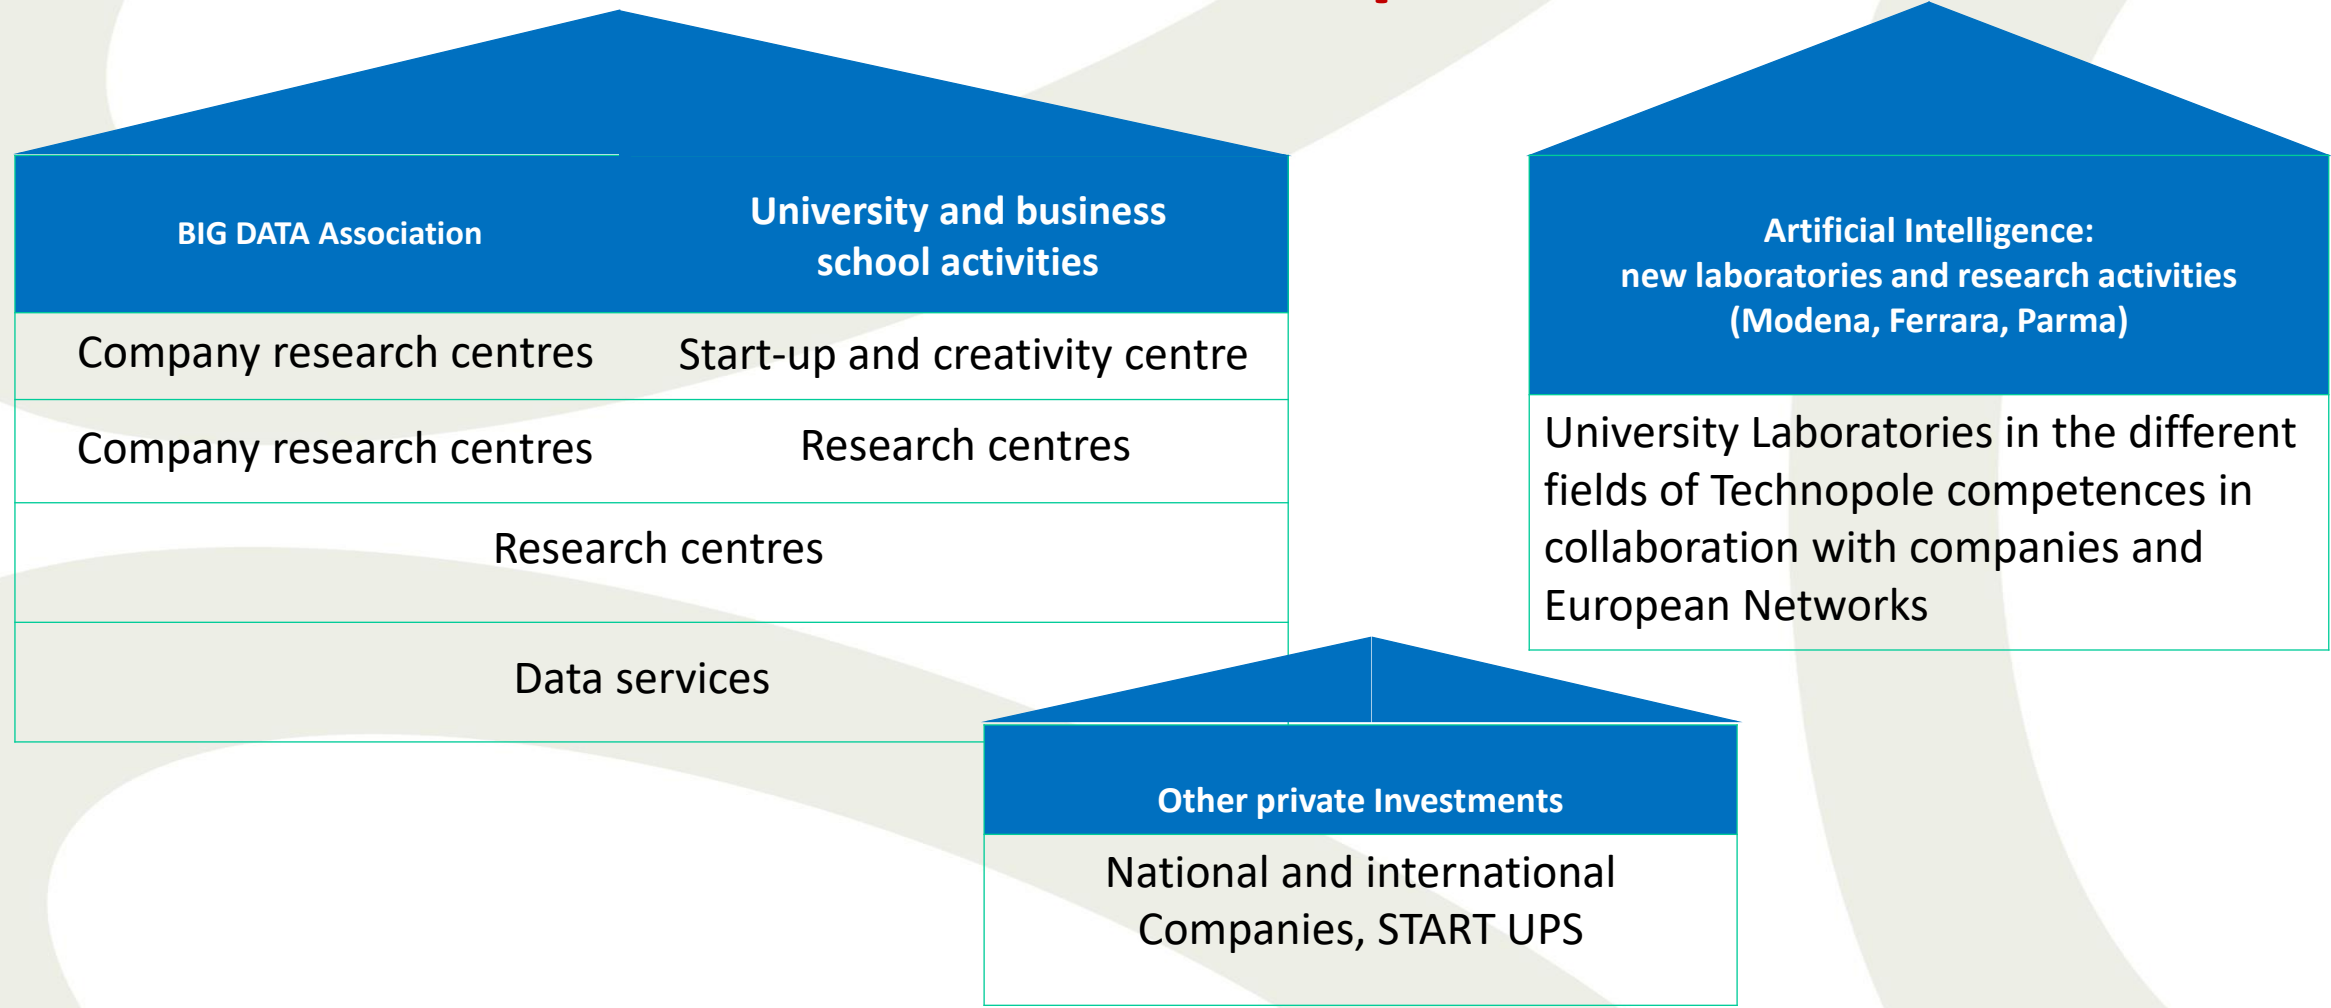 BIG DATA Association
University and business
school activities
Company research centres
Start-up and creativity centre
Company research centres
Research centres
Research centres
Data services
Artificial Intelligence:
new laboratories and research activities
(Modena, Ferrara, Parma)
University Laboratories in the different
fields of Technopole competences in
collaboration with companies and
European Networks
Other private Investments
National and international
Companies, START UPS